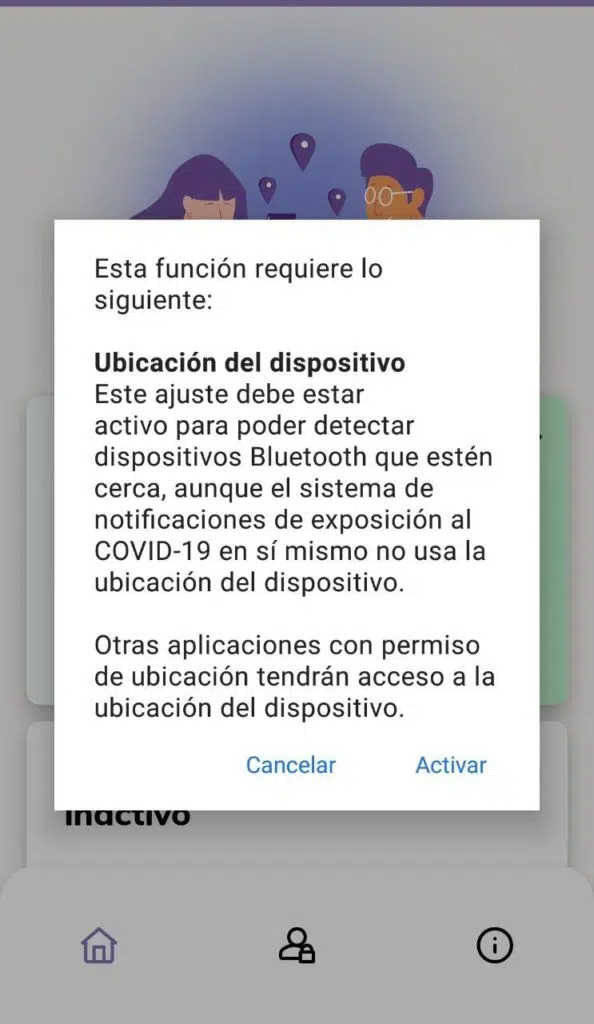 Esta función requiere lo
siguiente:
Ubicación del dispositivo
Este ajuste debe estar
activo para poder detectar
dispositivos Bluetooth que estén
cerca, aunque el sistema de
notificaciones de exposición al
COVID-19 en sí mismo no usa la
ubicación del dispositivo.
Otras aplicaciones con permiso
de ubicación tendrán acceso a la
ubicación del dispositivo.
Cancelar Activar
Inactivo